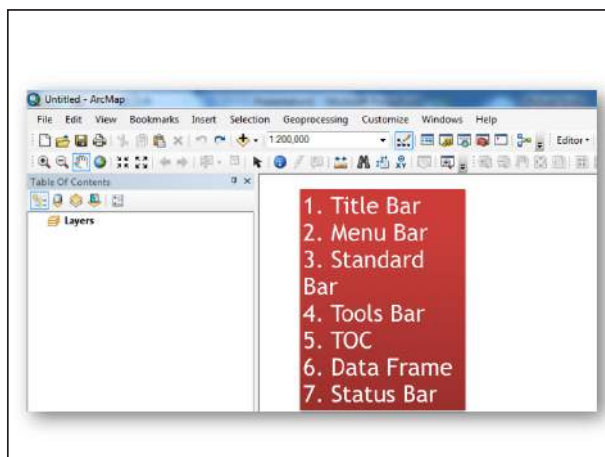 Untitled - ArcMap
File Edit View Bookmarks Insert Selection Geoprocessing Customize Windows Help
1:200,000 Editor
Table Of Contents
Layers
1. Title Bar
2. Menu Bar
3. Standard
Bar
4. Tools Bar
5. TOC
6. Data Frame
7. Status Bar